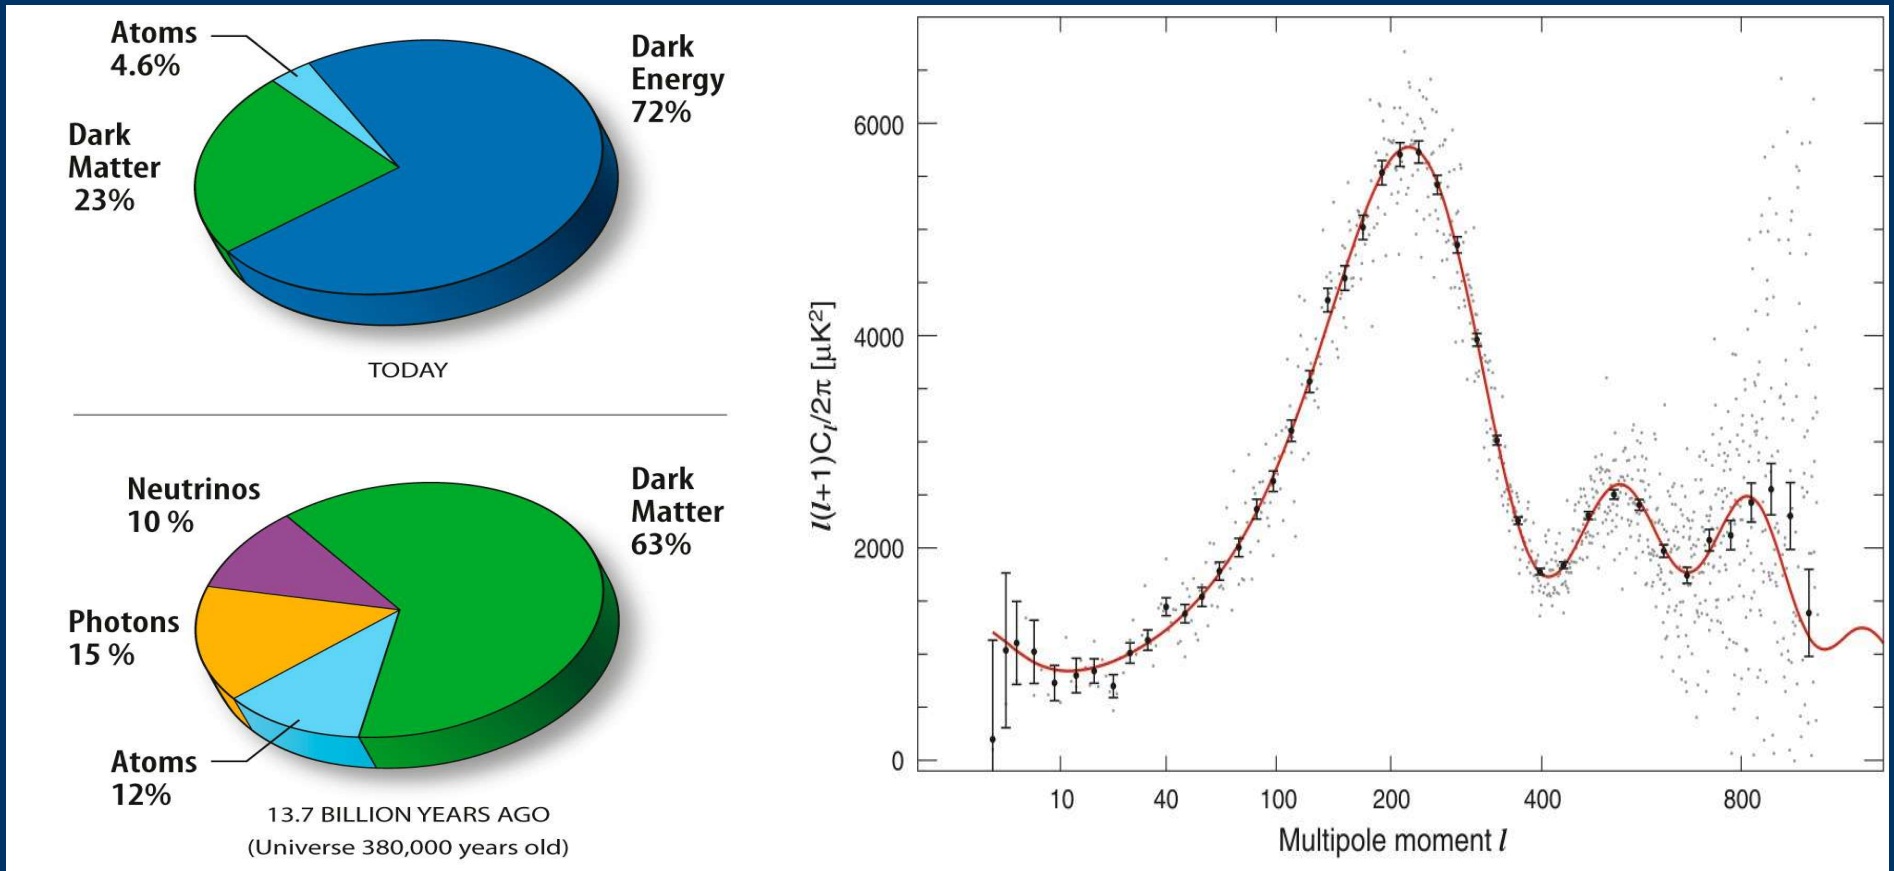 Atoms
4.6%
Dark
Energy
72%
Dark
Matter
23%
TODAY
Neutrinos
10 %
Dark
Matter
63%
Photons
15 %
Atoms
12%
13.7 BILLION YEARS AGO
(Universe 380,000 years old)
l(l+1)Cl/2π [μK²]
6000
4000
2000
0
10 40 100 200 400 800
Multipole moment l